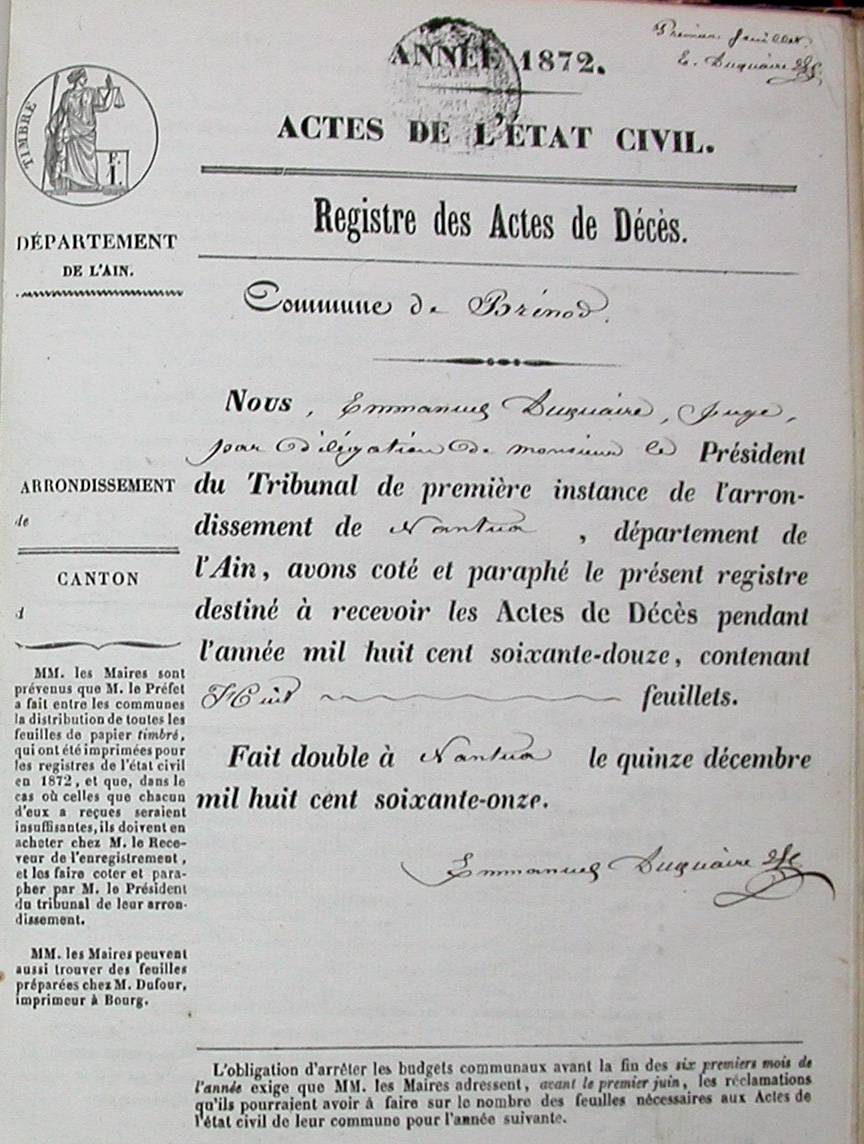 Premier feuillet
E. Duquaire
ANNÉE 1872.
ACTES DE L'ÉTAT CIVIL.
Registre des Actes de Décès.
TIMBRE
DÉPARTEMENT
DE L'AIN.
Commune de Brénod.
Nous, Emmanuel Duquaire, Juge,
par délégation de monsieur le Président
du Tribunal de première instance de l'arron-
dissement de Nantua, département de
l'Ain, avons coté et paraphé le présent registre
destiné à recevoir les Actes de Décès pendant
l'année mil huit cent soixante-douze, contenant
Huit feuillets.
Fait double à Nantua le quinze décembre
mil huit cent soixante-onze.
Emmanuel Duquaire
ARRONDISSEMENT
de
CANTON
d
MM. les Maires sont
prévenus que M. le Préfet
a fait entre les communes
la distribution de toutes les
feuilles de papier timbré,
qui ont été imprimées pour
les registres de l'état civil
en 1872, et que, dans le
cas où celles que chacun
d'eux a reçues seraient
insuffisantes, ils doivent en
acheter chez M. le Rece-
veur de l'enregistrement,
et les faire coter et para-
pher par M. le Président
du tribunal de leur arron-
dissement.
MM. les Maires peuvent
aussi trouver des feuilles
préparées chez M. Dufour,
imprimeur à Bourg.
L'obligation d'arrêter les budgets communaux avant la fin des six premiers mois de
l'année exige que MM. les Maires adressent, avant le premier juin, les réclamations
qu'ils pourraient avoir à faire sur le nombre des feuilles nécessaires aux Actes de
l'état civil de leur commune pour l'année suivante.